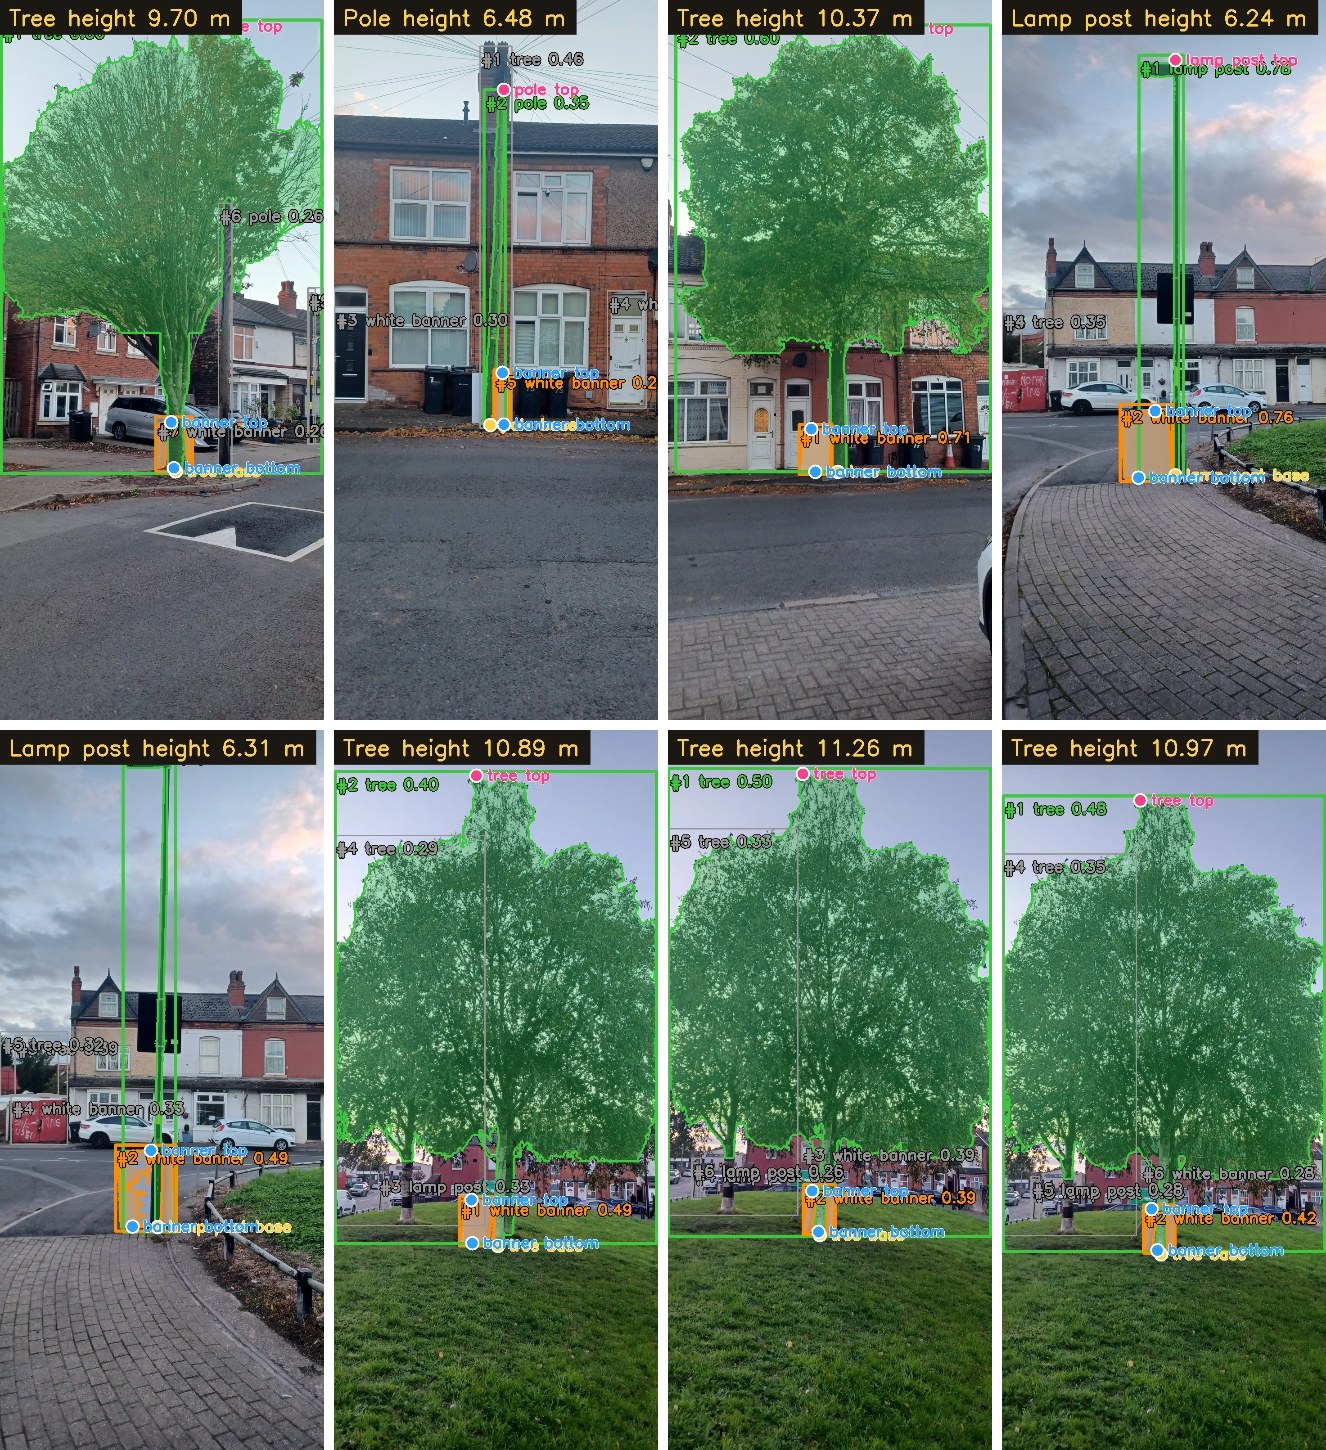 Tree height 9.70 m
e top
#6 pole 0.26
#7 white banner 0.26
banner top
banner bottom
Pole height 6.48 m
#1 tree 0.46
pole top
#2 pole 0.35
#3 white banner 0.30
#4 wh
banner top
#5 white banner 0.2
banner bottom
Tree height 10.37 m
top
#2 tree 0.60
banner top
#1 white banner 0.71
banner bottom
Lamp post height 6.24 m
lamp post top
#1 lamp post 0.78
#4 tree 0.35
banner top
#2 white banner 0.76
banner bottom
base
Lamp post height 6.31 m
#5 tree 0.32
#4 white banner 0.33
banner top
#2 white banner 0.49
banner bottom
base
Tree height 10.89 m
tree top
#2 tree 0.40
#4 tree 0.29
#3 lamp post 0.33
banner top
#1 white banner 0.49
banner bottom
Tree height 11.26 m
tree top
#1 tree 0.50
#5 tree 0.33
#3 white banner 0.39
#6 lamp post 0.26
banner top
#2 white banner 0.39
banner bottom
Tree height 10.97 m
tree top
#1 tree 0.48
#4 tree 0.35
#6 white banner 0.28
#5 lamp post 0.28
banner top
#2 white banner 0.42
banner bottom